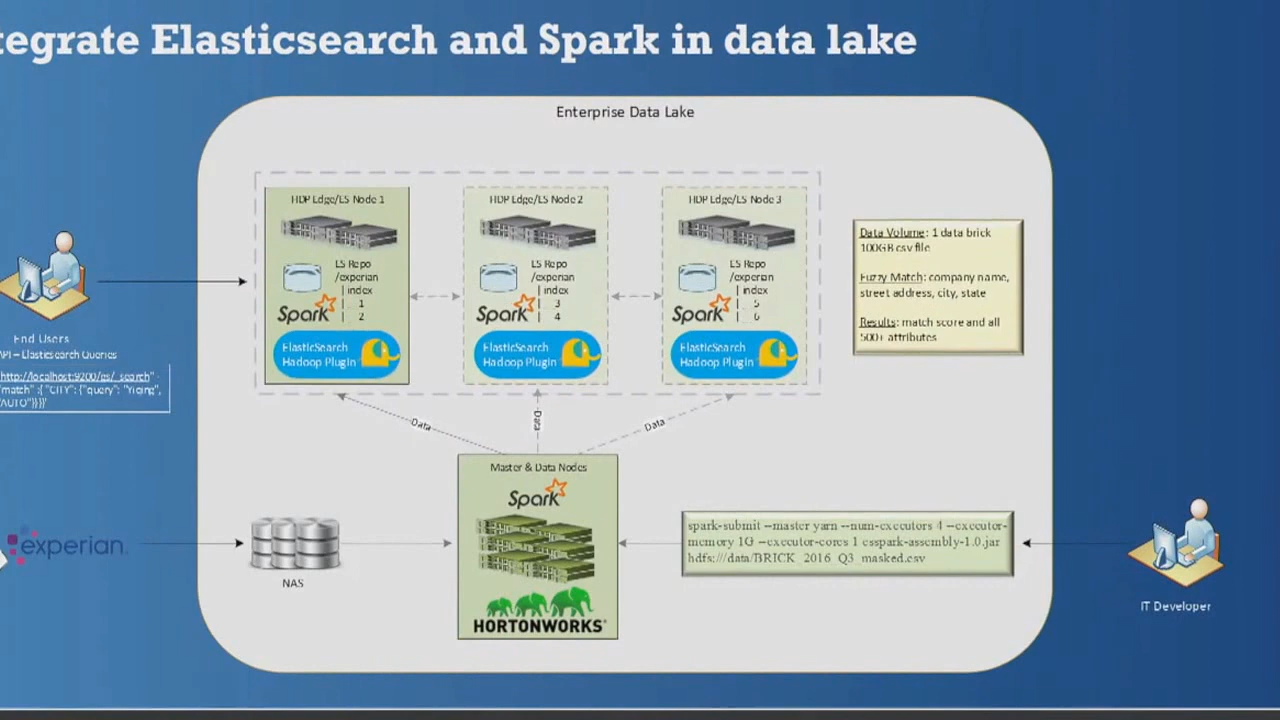 tegrate Elasticsearch and Spark in data lake
Enterprise Data Lake
HDP Edge/ES Node 1
ES Repo
/experian
index
1
2
Spark
ElasticSearch
Hadoop Plugin
HDP Edge/ES Node 2
ES Repo
/experian
index
3
4
Spark
ElasticSearch
Hadoop Plugin
HDP Edge/ES Node 3
ES Repo
/experian
index
5
6
Spark
ElasticSearch
Hadoop Plugin
Data Volume: 1 data brick
100GB csv file
Fuzzy Match: company name,
street address, city, state
Results: match score and all
500+ attributes
End Users
API – Elasticsearch Queries
http://localhost:9200/es/_search"
"match" :{ "CITY": {"query": "Yiqing",
"AUTO"}}}}'
Data
Data
Data
Master & Data Nodes
Spark
HORTONWORKS
experian
NAS
spark-submit --master yarn --num-executors 4 --executor-
memory 1G --executor-cores 1 esspark-assembly-1.0.jar
hdfs:///data/BRICK_2016_Q3_masked.csv
IT Developer